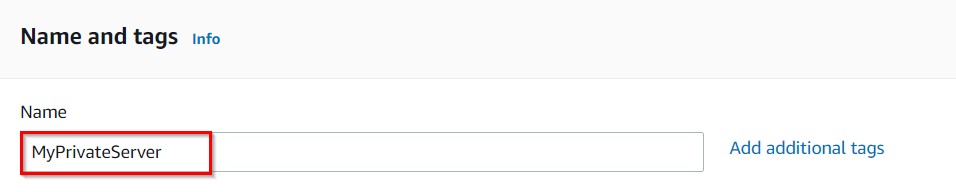 Name and tags Info
Name
MyPrivateServer
Add additional tags